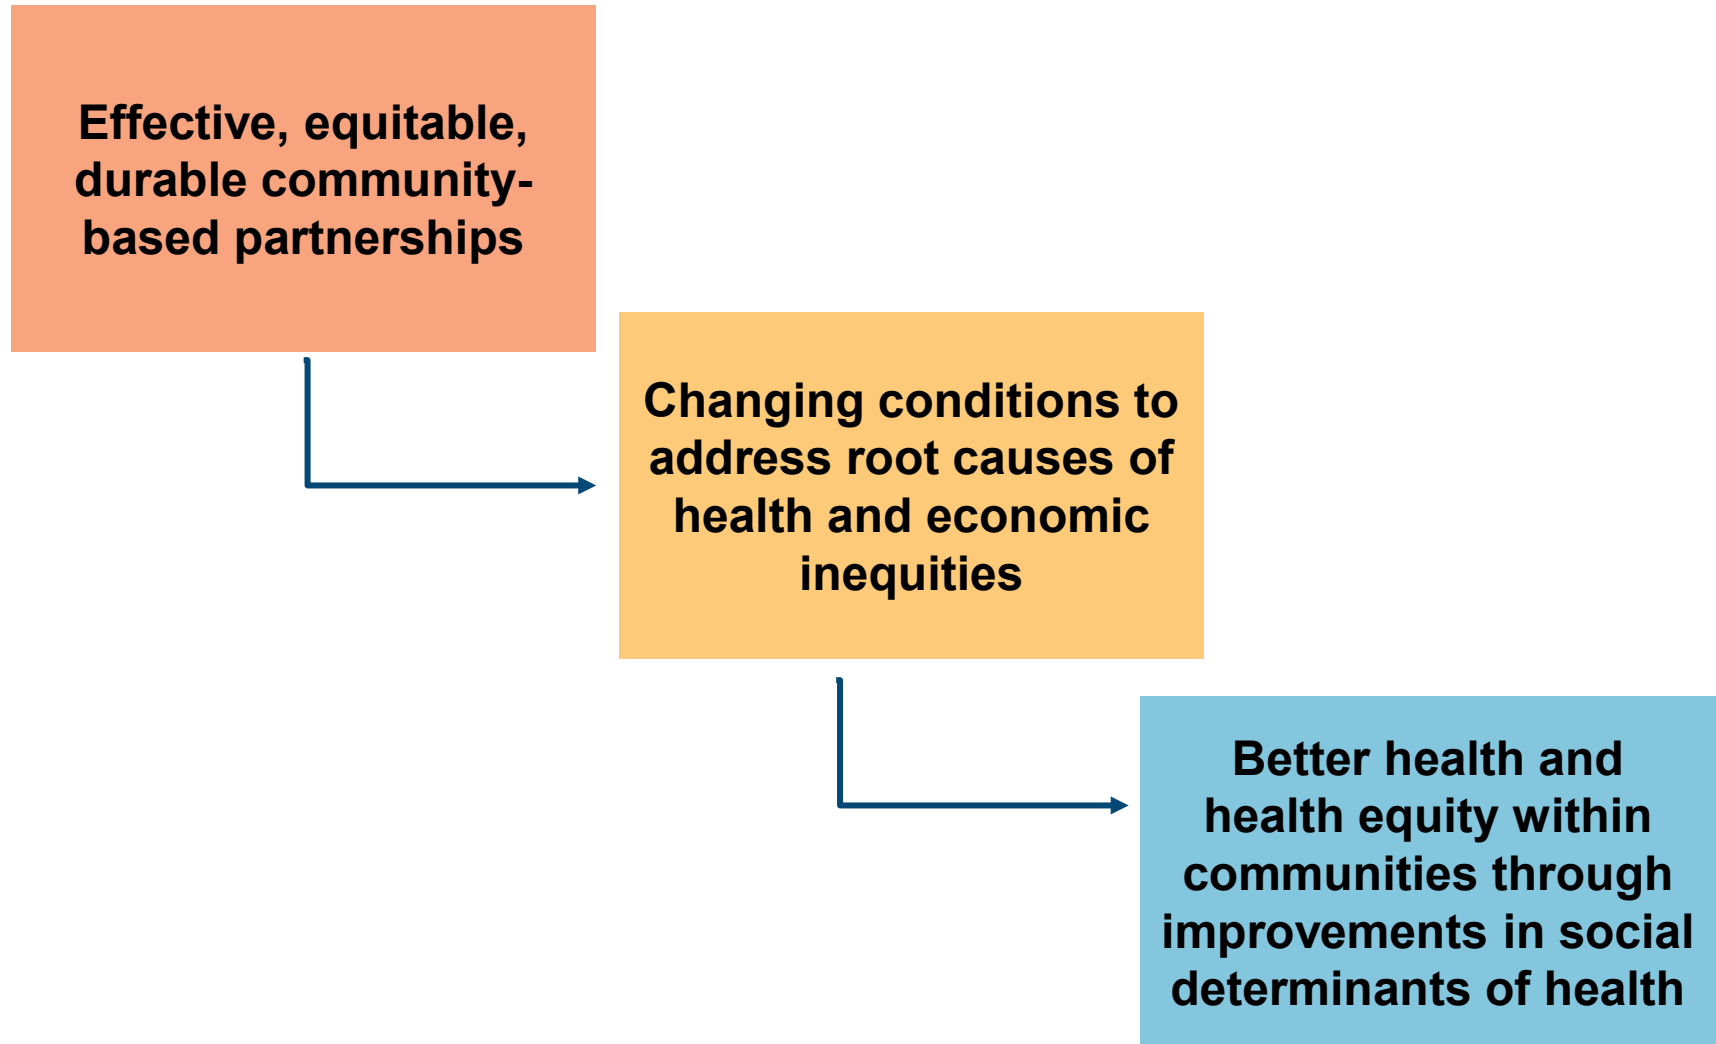 Effective, equitable,
durable community-
based partnerships
Changing conditions to
address root causes of
health and economic
inequities
Better health and
health equity within
communities through
improvements in social
determinants of health